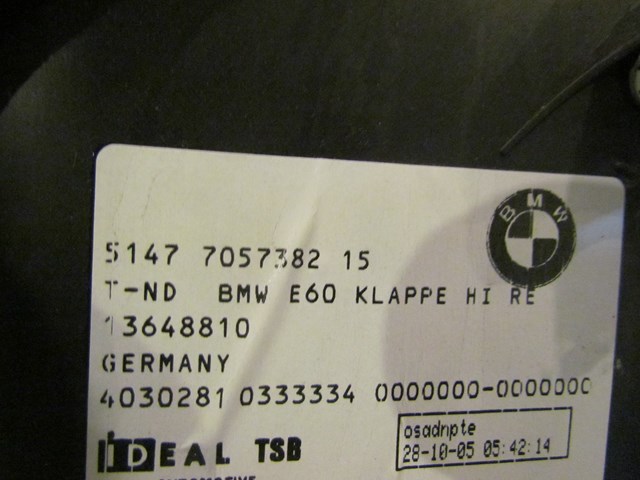 BMW
5147 7057382 15
T-ND BMW E60 KLAPPE HI RE
13648810
GERMANY
4030281 0333334 0000000-0000000
IDEAL TSB
osadnpte
28-10-05 05:42:14
AUTOMOTIVE